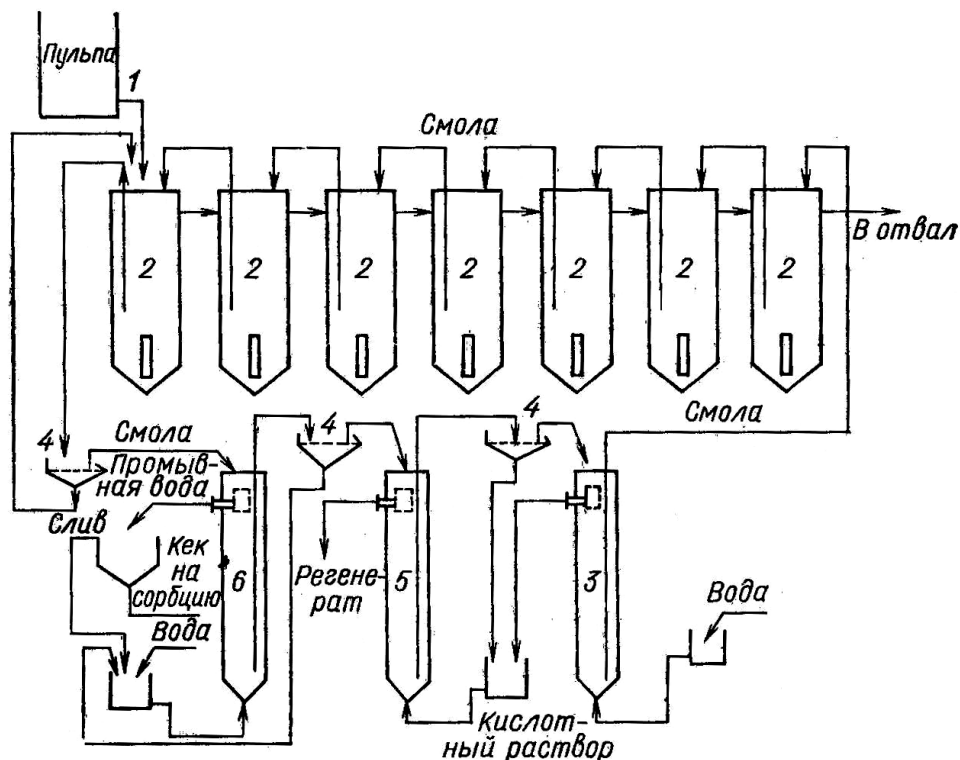 Пульпа
1
Смола
2 2 2 2 2 2 2
В отвал
4
Смола
4
4
Смола
Промыв-
ная вода
Слив
Кек
на
сорбцию
6
Регене-
рат
5
3
Вода
Вода
Кислот-
ный раствор